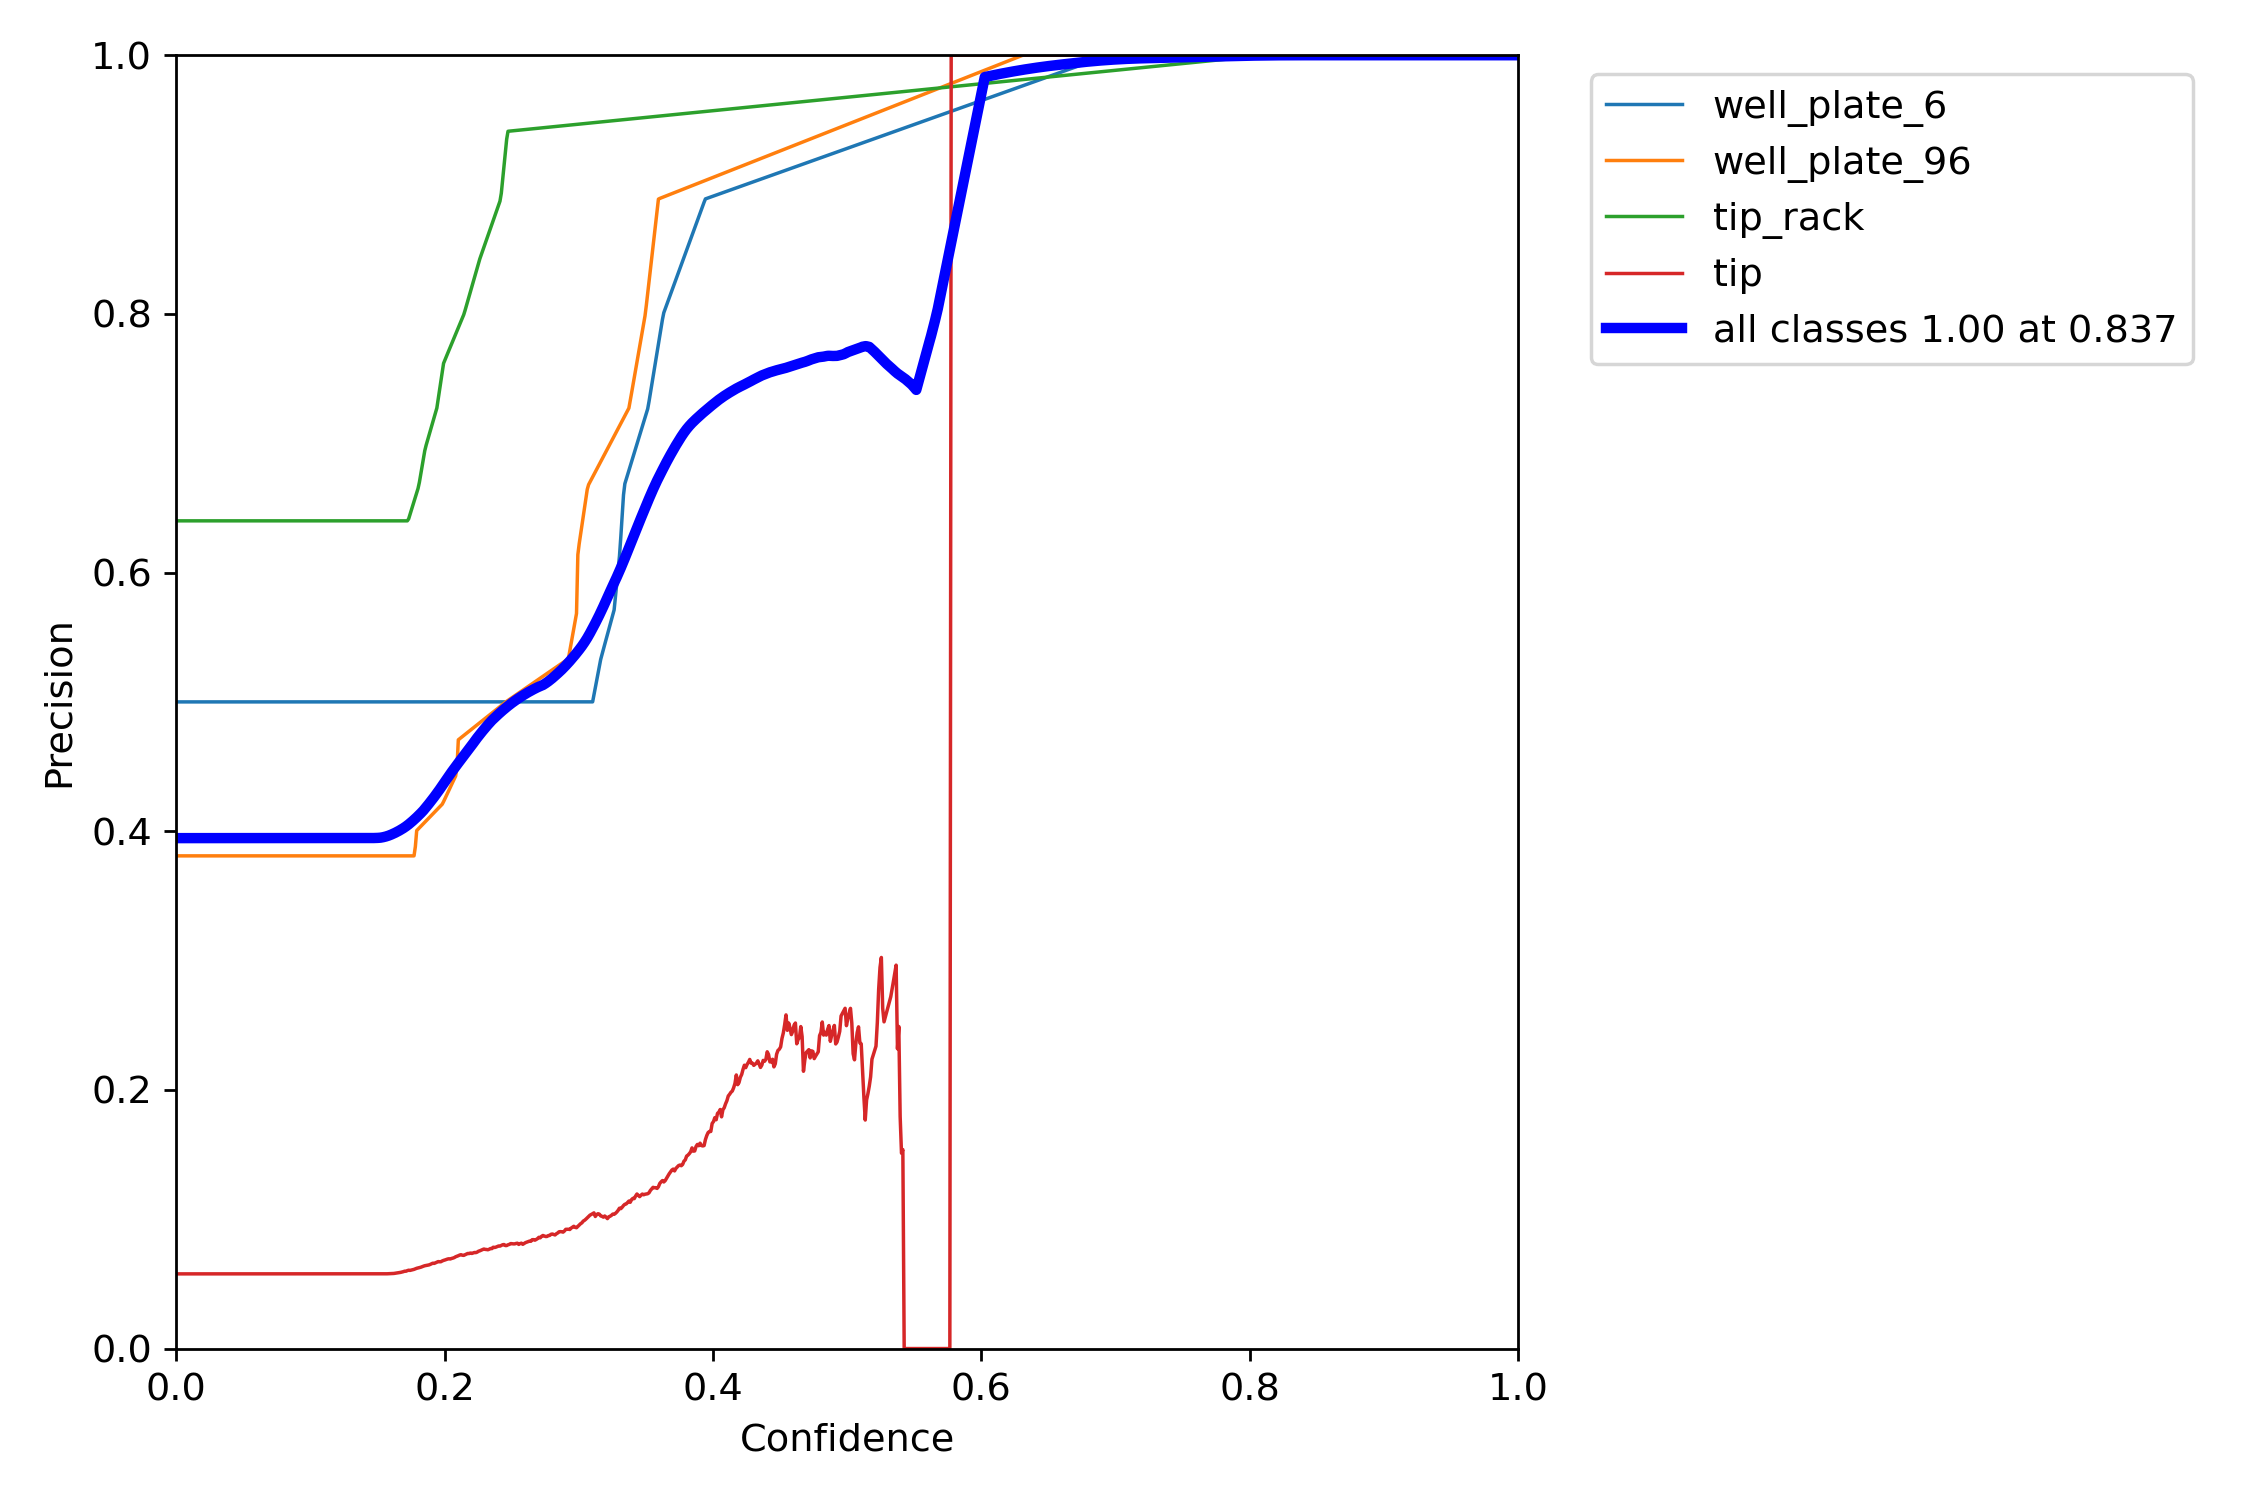 1.0
0.8
0.6
0.4
0.2
0.0
Precision
0.0 0.2 0.4 0.6 0.8 1.0
Confidence
well_plate_6
well_plate_96
tip_rack
tip
all classes 1.00 at 0.837